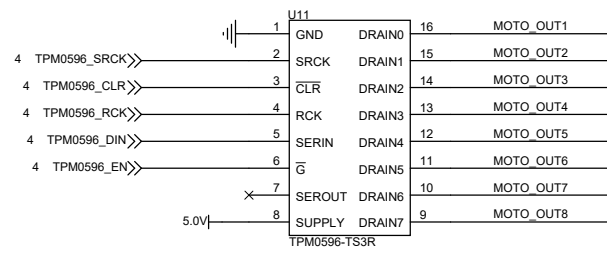 U11
1 GND DRAIN0 16 MOTO_OUT1
4 TPM0596_SRCK 2 SRCK DRAIN1 15 MOTO_OUT2
4 TPM0596_CLR 3 CLR DRAIN2 14 MOTO_OUT3
4 TPM0596_RCK 4 RCK DRAIN3 13 MOTO_OUT4
4 TPM0596_DIN 5 SERIN DRAIN4 12 MOTO_OUT5
4 TPM0596_EN 6 G DRAIN5 11 MOTO_OUT6
7 SEROUT DRAIN6 10 MOTO_OUT7
5.0V 8 SUPPLY DRAIN7 9 MOTO_OUT8
TPM0596-TS3R